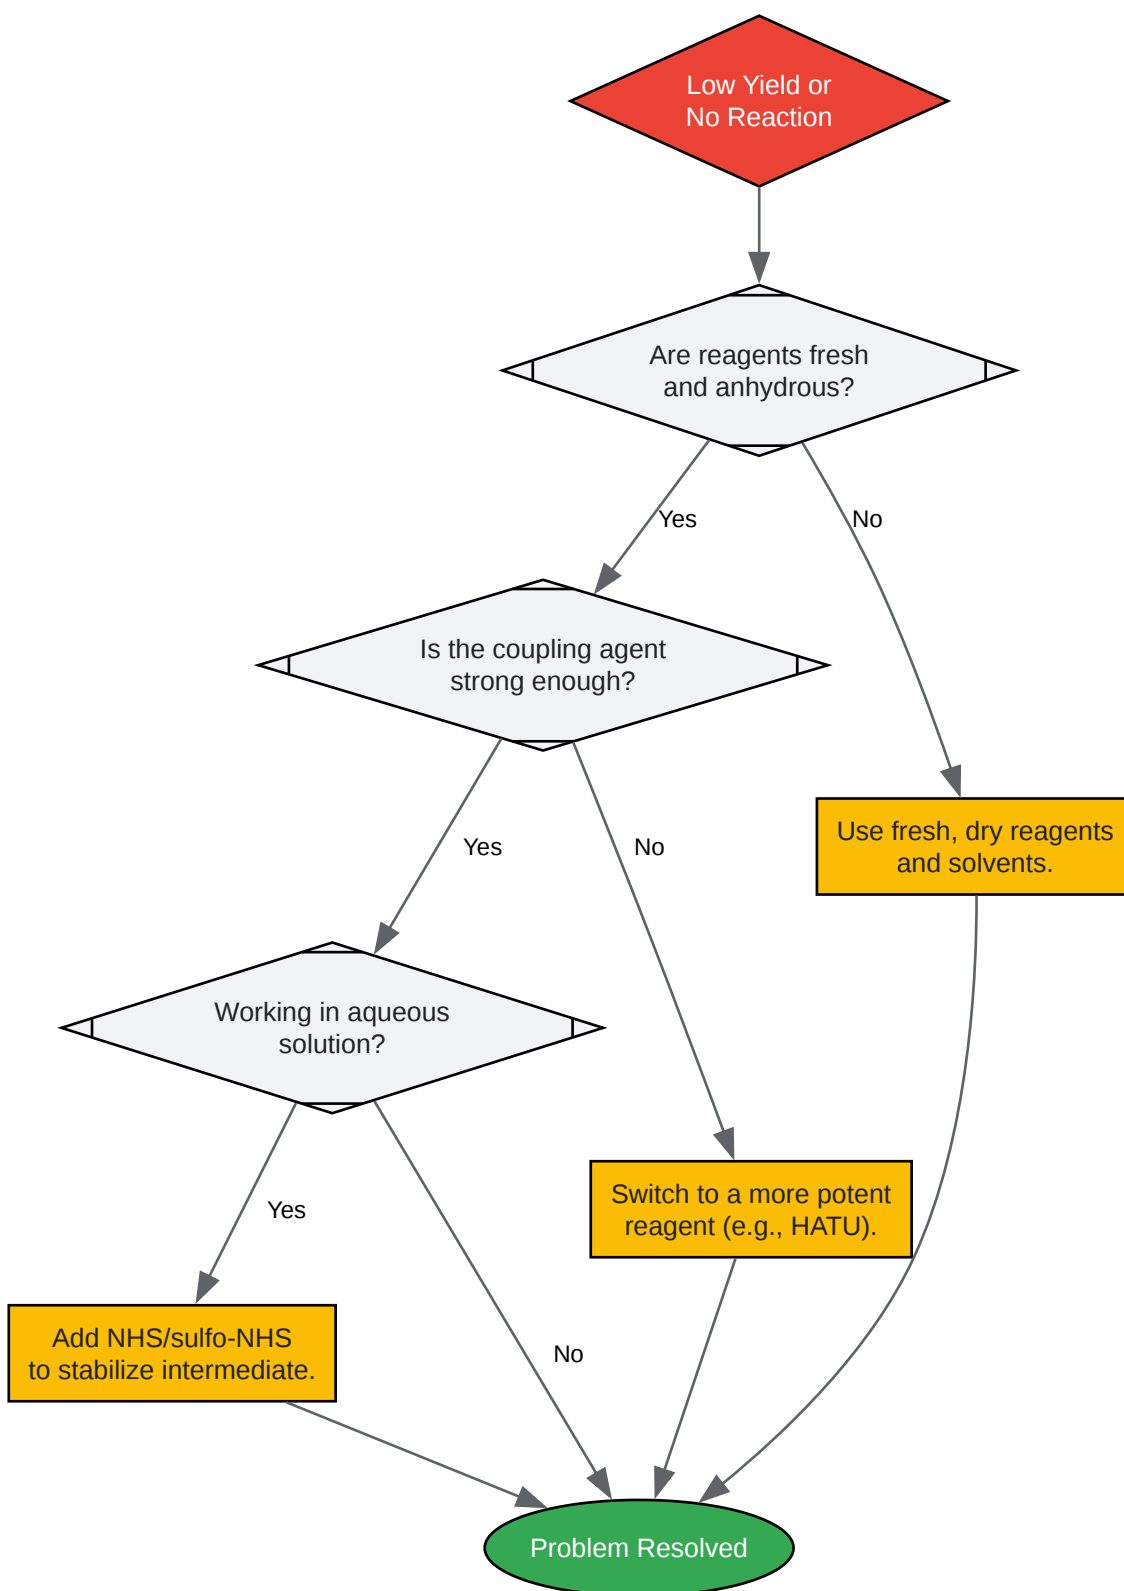 Low Yield or
No Reaction
Are reagents fresh
and anhydrous?
Yes
No
Is the coupling agent
strong enough?
Use fresh, dry reagents
and solvents.
Yes
No
Working in aqueous
solution?
Switch to a more potent
reagent (e.g., HATU).
Yes
Add NHS/sulfo-NHS
to stabilize intermediate.
No
Problem Resolved